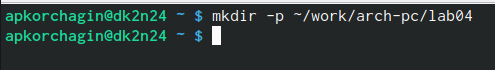 apkorchagin@dk2n24 ~ $ mkdir -p ~/work/arch-pc/lab04
apkorchagin@dk2n24 ~ $